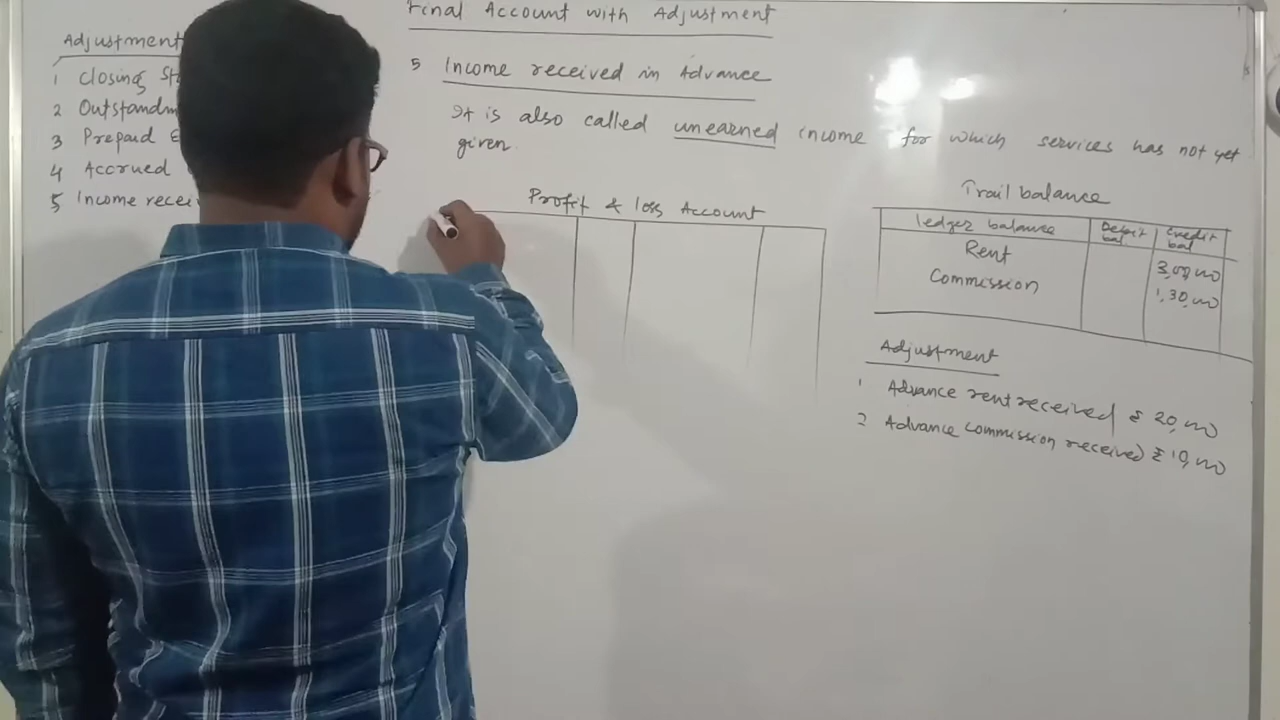 Final Account with Adjustment
Adjustment
1 Closing St
2 Outstandin
3 Prepaid E
4 Accrued
5 Income recei
5 Income received in Advance
It is also called unearned income for which services has not yet
given.
Profit & loss Account
Trail balance
ledger balance Debit bal. Credit bal
Rent 3,00,000
Commission 1,30,000
Adjustment
1 Advance rent received ₹ 20,000
2 Advance commission received ₹ 10,000